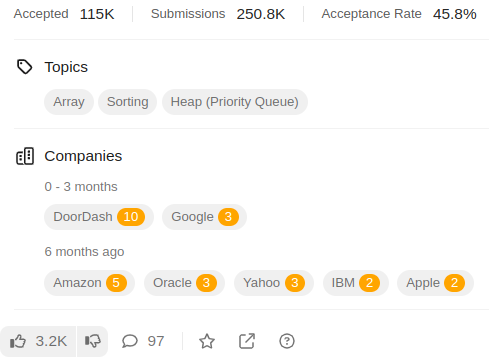 Accepted 115K Submissions 250.8K Acceptance Rate 45.8%
Topics
Array Sorting Heap (Priority Queue)
Companies
0 - 3 months
DoorDash 10 Google 3
6 months ago
Amazon 5 Oracle 3 Yahoo 3 IBM 2 Apple 2
3.2K 97